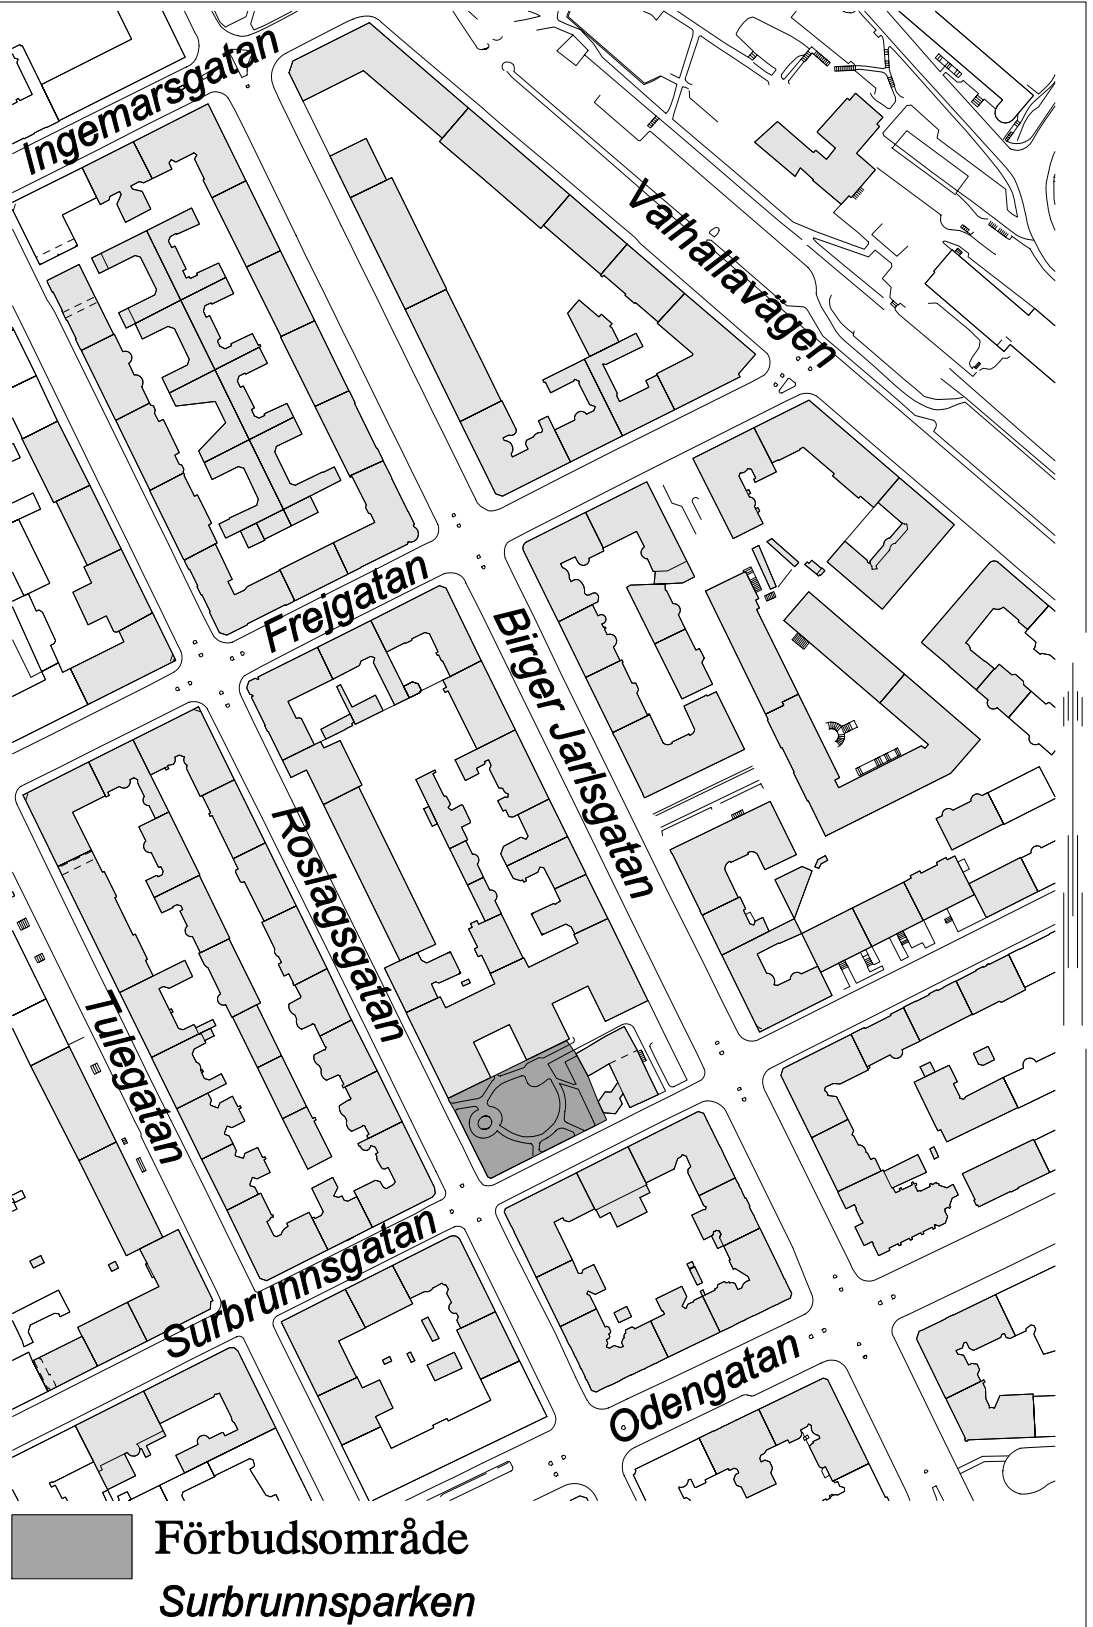 Ingemarsgatan
Valhallavägen
Frejgatan
Birger Jarlsgatan
Roslagsgatan
Tulegatan
Surbrunnsgatan
Odengatan
Förbudsområde
Surbrunnsparken